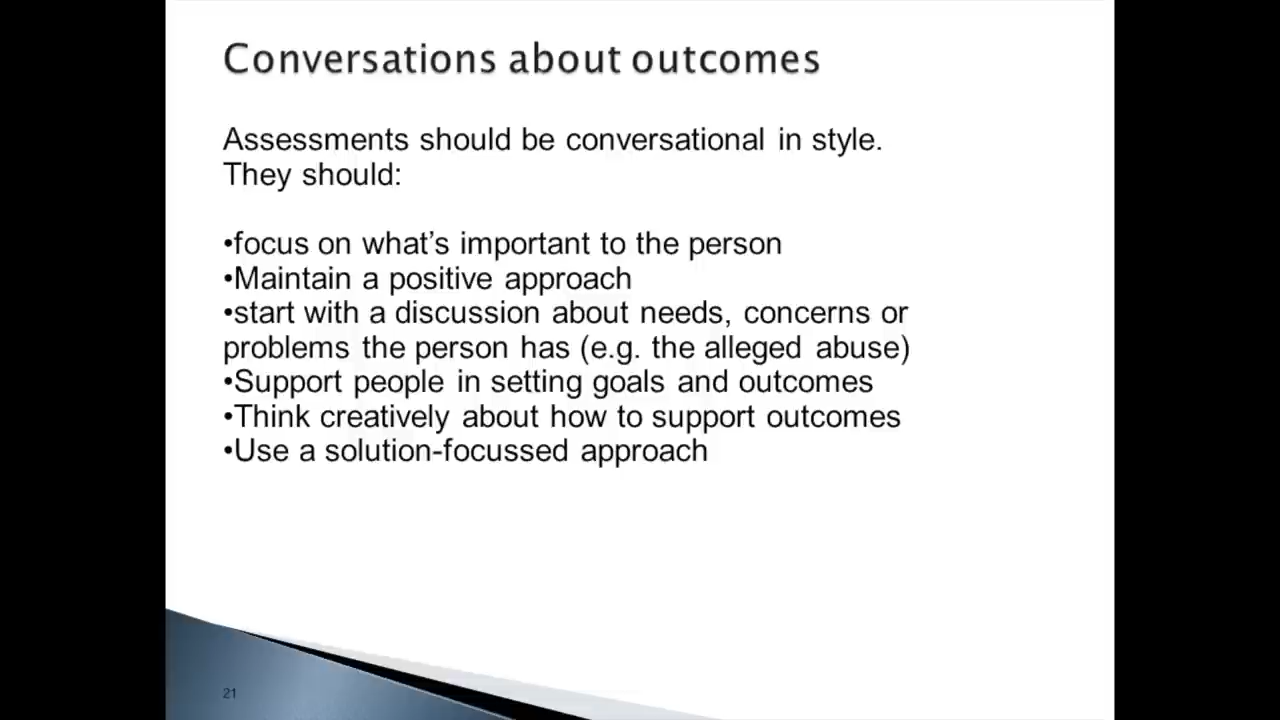 Conversations about outcomes
Assessments should be conversational in style.
They should:
•focus on what’s important to the person
•Maintain a positive approach
•start with a discussion about needs, concerns or
problems the person has (e.g. the alleged abuse)
•Support people in setting goals and outcomes
•Think creatively about how to support outcomes
•Use a solution-focussed approach
21